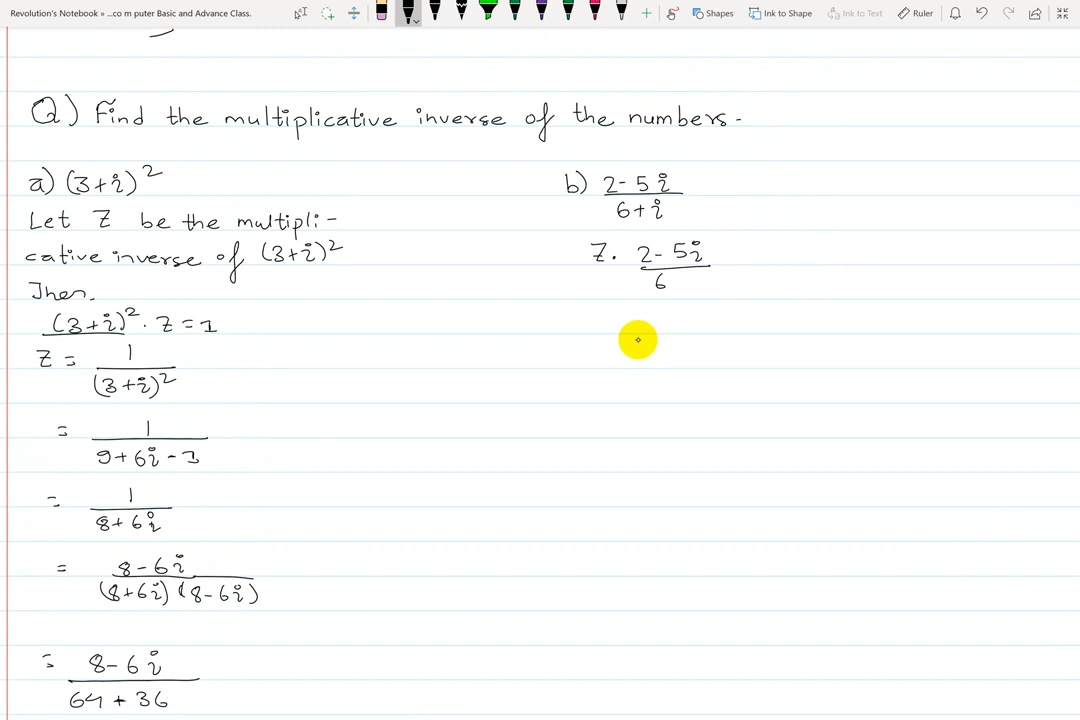 Revolution's Notebook » ...co m puter Basic and Advance Class.
Shapes
Ink to Shape
Ink to Text
Ruler
Q) Find the multiplicative inverse of the numbers.
a) (3+i)^2
Let Z be the multipli-
cative inverse of (3+i)^2
Then.
(3+i)^2 . Z = 1
Z = 1/(3+i)^2
= 1/(9+6i-1)
= 1/(8+6i)
= (8-6i)/((8+6i)(8-6i))
= (8-6i)/(64+36)
b) (2-5i)/(6+i)
Z. (2-5i)/6